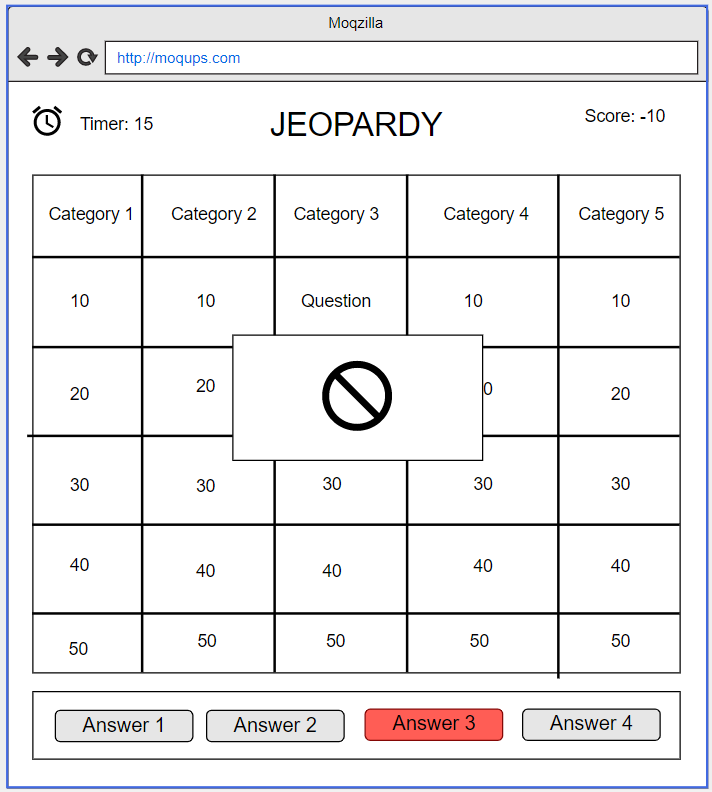 Moqzilla
http://moqups.com
Timer: 15
JEOPARDY
Score: -10
Category 1 Category 2 Category 3 Category 4 Category 5
10 10 Question 10 10
20 20 0 20
30 30 30 30 30
40 40 40 40 40
50 50 50 50 50
Answer 1 Answer 2 Answer 3 Answer 4